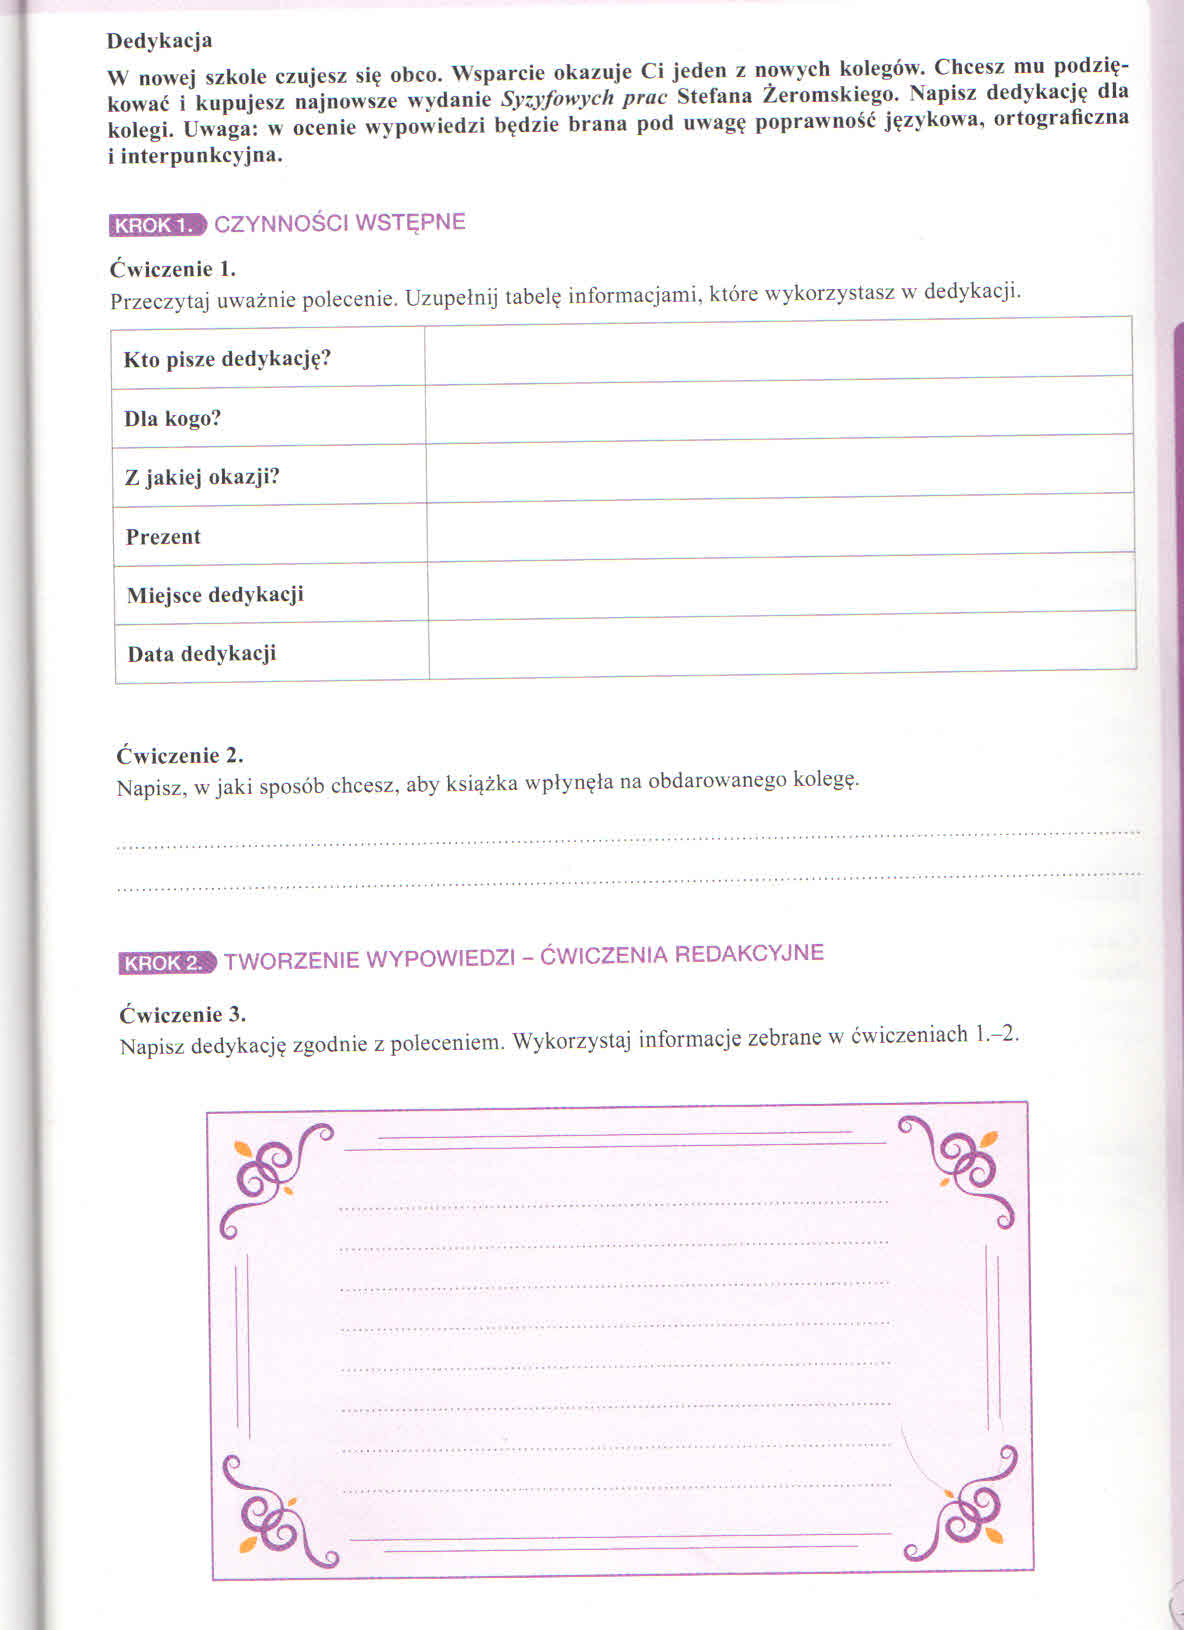 Dedykacja
W nowej szkole czujesz się obco. Wsparcie okazuje Ci jeden z nowych kolegów. Chcesz mu podzię-
kować i kupujesz najnowsze wydanie Syzyfowych prac Stefana Żeromskiego. Napisz dedykację dla
kolegi. Uwaga: w ocenie wypowiedzi będzie brana pod uwagę poprawność językowa, ortograficzna
i interpunkcyjna.
KROK 1. CZYNNOŚCI WSTĘPNE
Ćwiczenie 1.
Przeczytaj uważnie polecenie. Uzupełnij tabelę informacjami, które wykorzystasz w dedykacji.
Kto pisze dedykację?
Dla kogo?
Z jakiej okazji?
Prezent
Miejsce dedykacji
Data dedykacji
Ćwiczenie 2.
Napisz, w jaki sposób chcesz, aby książka wpłynęła na obdarowanego kolegę.
KROK 2. TWORZENIE WYPOWIEDZI – ĆWICZENIA REDAKCYJNE
Ćwiczenie 3.
Napisz dedykację zgodnie z poleceniem. Wykorzystaj informacje zebrane w ćwiczeniach 1.–2.